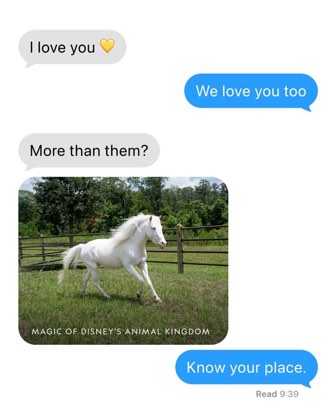 I love you 💛
We love you too
More than them?
MAGIC OF DISNEY'S ANIMAL KINGDOM
Know your place.
Read 9:39